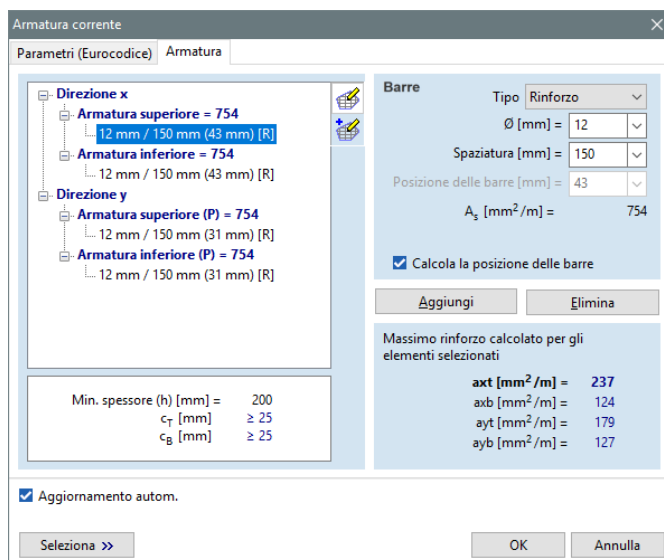 Armatura corrente
Parametri (Eurocodice) Armatura
Direzione x
Armatura superiore = 754
12 mm / 150 mm (43 mm) [R]
Armatura inferiore = 754
12 mm / 150 mm (43 mm) [R]
Direzione y
Armatura superiore (P) = 754
12 mm / 150 mm (31 mm) [R]
Armatura inferiore (P) = 754
12 mm / 150 mm (31 mm) [R]
Min. spessore (h) [mm] = 200
cT [mm] ≥ 25
cB [mm] ≥ 25
Barre
Tipo Rinforzo
Ø [mm] = 12
Spaziatura [mm] = 150
Posizione delle barre [mm] = 43
As [mm²/m] = 754
Calcola la posizione delle barre
Aggiungi Elimina
Massimo rinforzo calcolato per gli
elementi selezionati
axt [mm²/m] = 237
axb [mm²/m] = 124
ayt [mm²/m] = 179
ayb [mm²/m] = 127
Aggiornamento autom.
Seleziona >> OK Annulla